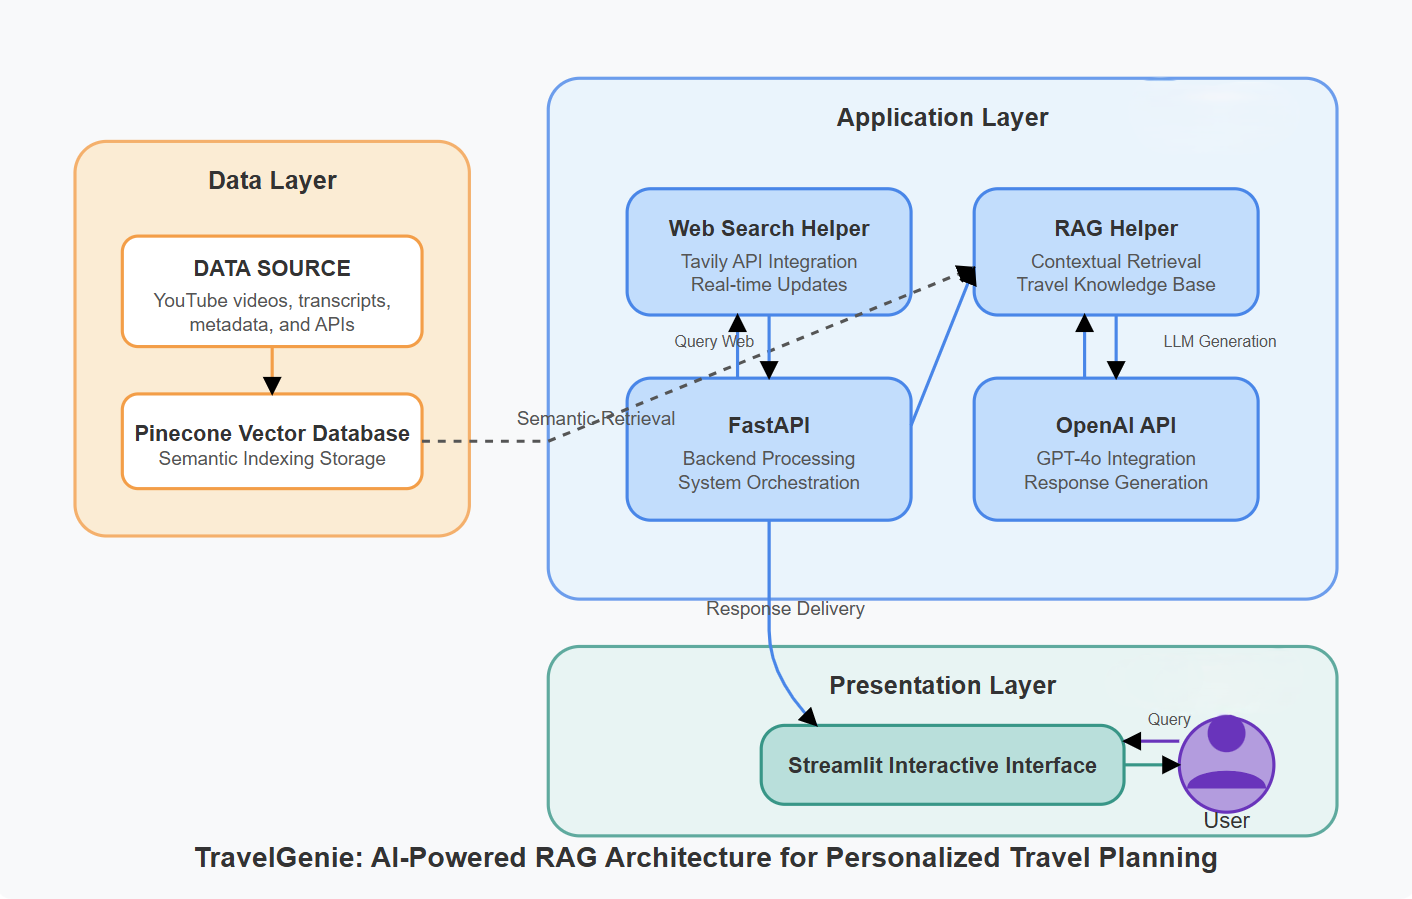 Application Layer
Data Layer
DATA SOURCE
YouTube videos, transcripts,
metadata, and APIs
Pinecone Vector Database
Semantic Indexing Storage
Semantic Retrieval
Web Search Helper
Tavily API Integration
Real-time Updates
RAG Helper
Contextual Retrieval
Travel Knowledge Base
Query Web
LLM Generation
FastAPI
Backend Processing
System Orchestration
OpenAI API
GPT-4o Integration
Response Generation
Response Delivery
Presentation Layer
Query
Streamlit Interactive Interface
User
TravelGenie: AI-Powered RAG Architecture for Personalized Travel Planning